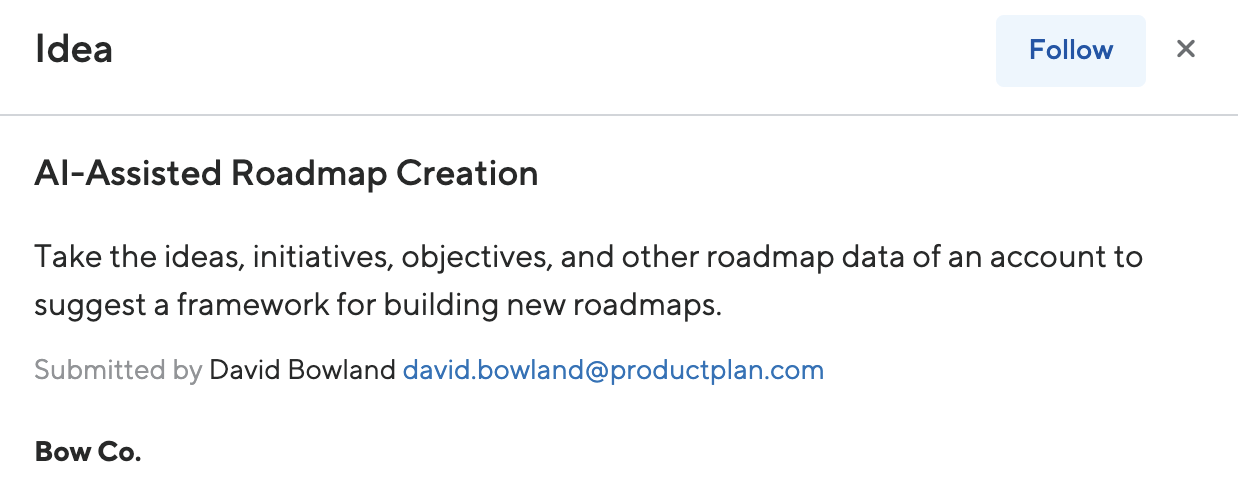 Idea
Follow
AI-Assisted Roadmap Creation
Take the ideas, initiatives, objectives, and other roadmap data of an account to
suggest a framework for building new roadmaps.
Submitted by David Bowland david.bowland@productplan.com
Bow Co.